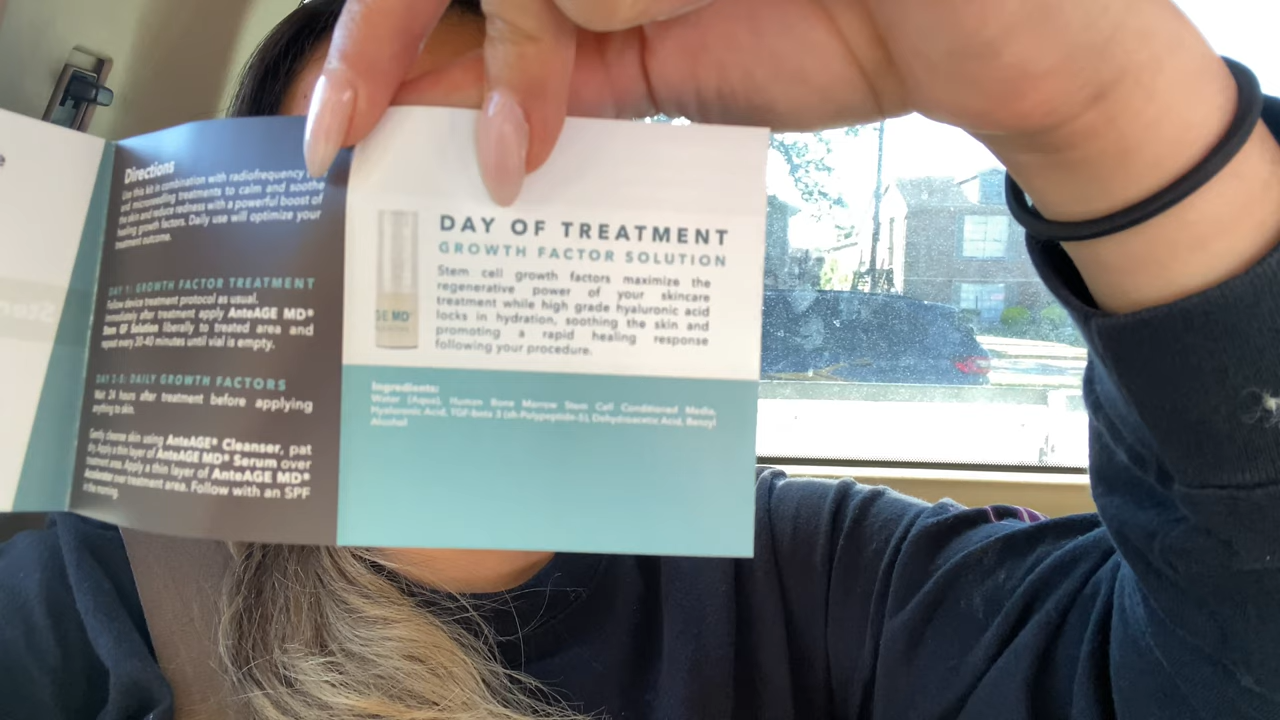 Directions
Use this kit in combination with radiofrequency
and microneedling treatments to calm and soothe
the skin and reduce redness with a powerful boost of
healing growth factors. Daily use will optimize your
treatment outcome.
DAY 1: GROWTH FACTOR TREATMENT
Follow device treatment protocol as usual.
Immediately after treatment apply AnteAGE MD®
Stem GF Solution liberally to treated area and
repeat every 20-40 minutes until vial is empty.
DAY 2-5: DAILY GROWTH FACTORS
Wait 24 hours after treatment before applying
anything to skin.
Gently cleanse skin using AnteAGE® Cleanser, pat
dry. Apply a thin layer of AnteAGE MD® Serum over
treatment area. Apply a thin layer of AnteAGE MD®
Accelerator over treatment area. Follow with an SPF
in the morning.
GE MD
DAY OF TREATMENT
GROWTH FACTOR SOLUTION
Stem cell growth factors maximize the
regenerative power of your skincare
treatment while high grade hyaluronic acid
locks in hydration, soothing the skin and
promoting a rapid healing response
following your procedure.
Ingredients:
Water (Aqua), Human Bone Marrow Stem Cell Conditioned Media,
Hyaluronic Acid, TGF-Beta 3 (sh-Polypeptide-5), Dehydroacetic Acid, Benzyl
Alcohol